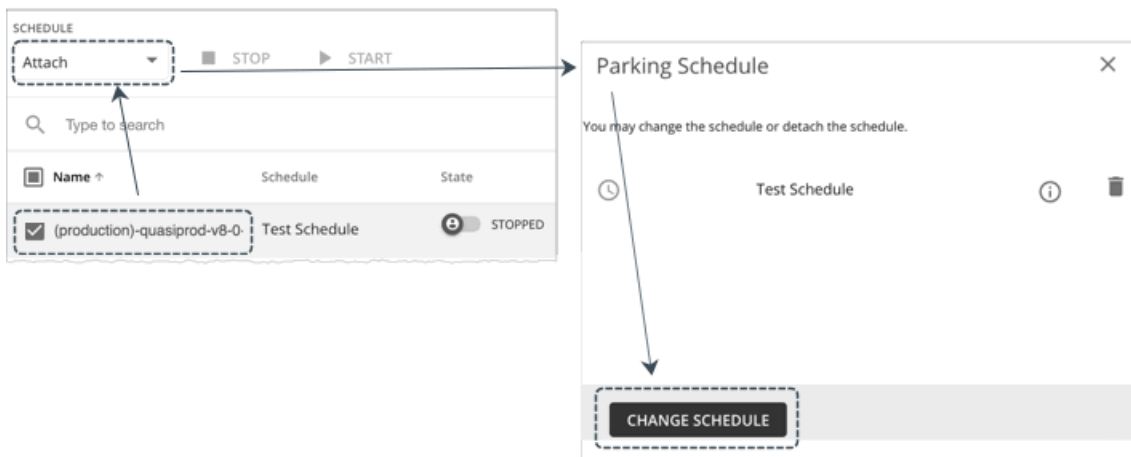 SCHEDULE
Attach
STOP
START
Type to search
Name ↑
Schedule
State
(production)-quasiprod-v8-0-
Test Schedule
STOPPED
Parking Schedule
You may change the schedule or detach the schedule.
Test Schedule
CHANGE SCHEDULE